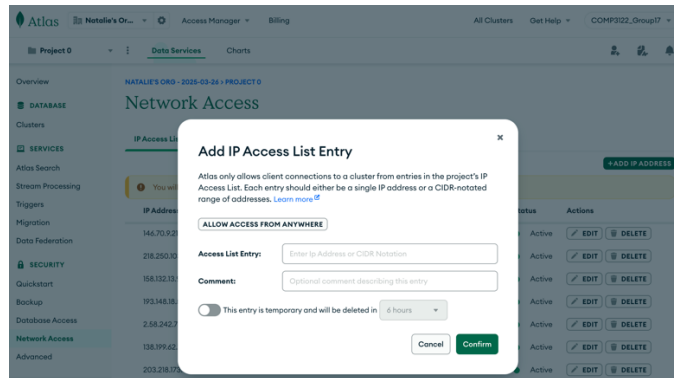 Atlas
Natalie's Or...
Access Manager
Billing
All Clusters
Get Help
COMP3122_Group17
Project 0
Data Services
Charts
Overview
DATABASE
Clusters
SERVICES
Atlas Search
Stream Processing
Triggers
Migration
Data Federation
SECURITY
Quickstart
Backup
Database Access
Network Access
Advanced
NATALIE'S ORG - 2025-03-26 > PROJECT 0
Network Access
IP Access Lis
+ADD IP ADDRESS
You wil
IP Addres
tatus
Actions
146.70.9.21
Active
EDIT
DELETE
218.250.10
Active
EDIT
DELETE
158.132.13.
Active
EDIT
DELETE
193.148.18.
Active
EDIT
DELETE
2.58.242.7
Active
EDIT
DELETE
138.199.62.
Active
EDIT
DELETE
203.218.173
Active
EDIT
DELETE
Add IP Access List Entry
Atlas only allows client connections to a cluster from entries in the project's IP
Access List. Each entry should either be a single IP address or a CIDR-notated
range of addresses. Learn more
ALLOW ACCESS FROM ANYWHERE
Access List Entry:
Enter Ip Address or CIDR Notation
Comment:
Optional comment describing this entry
This entry is temporary and will be deleted in
6 hours
Cancel
Confirm